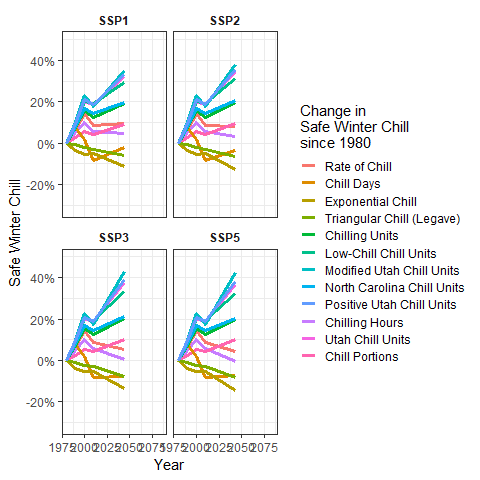 SSP1
SSP2
40%
20%
0%
-20%
SSP3
SSP5
40%
20%
0%
-20%
1975 2000 2025 2050 2075
1975 2000 2025 2050 2075
Safe Winter Chill
Year
Change in
Safe Winter Chill
since 1980
Rate of Chill
Chill Days
Exponential Chill
Triangular Chill (Legave)
Chilling Units
Low-Chill Chill Units
Modified Utah Chill Units
North Carolina Chill Units
Positive Utah Chill Units
Chilling Hours
Utah Chill Units
Chill Portions